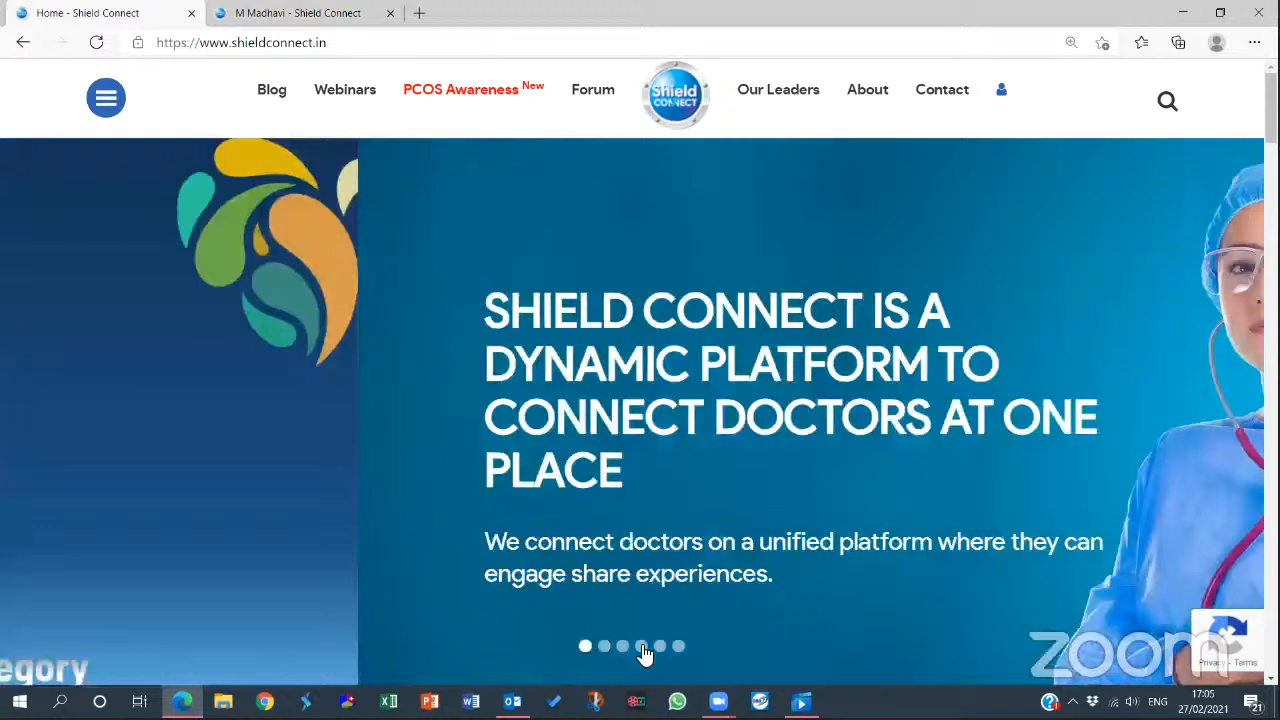 Home - Shield Connect
M Madhavi - Shield Connect
https://www.shieldconnect.in
Blog
Webinars
PCOS Awareness New
Forum
Shield
CONNECT
Our Leaders
About
Contact
SHIELD CONNECT IS A
DYNAMIC PLATFORM TO
CONNECT DOCTORS AT ONE
PLACE
We connect doctors on a unified platform where they can
engage share experiences.
egory
zoom
Privacy - Terms
ENG
17:05
27/02/2021
21